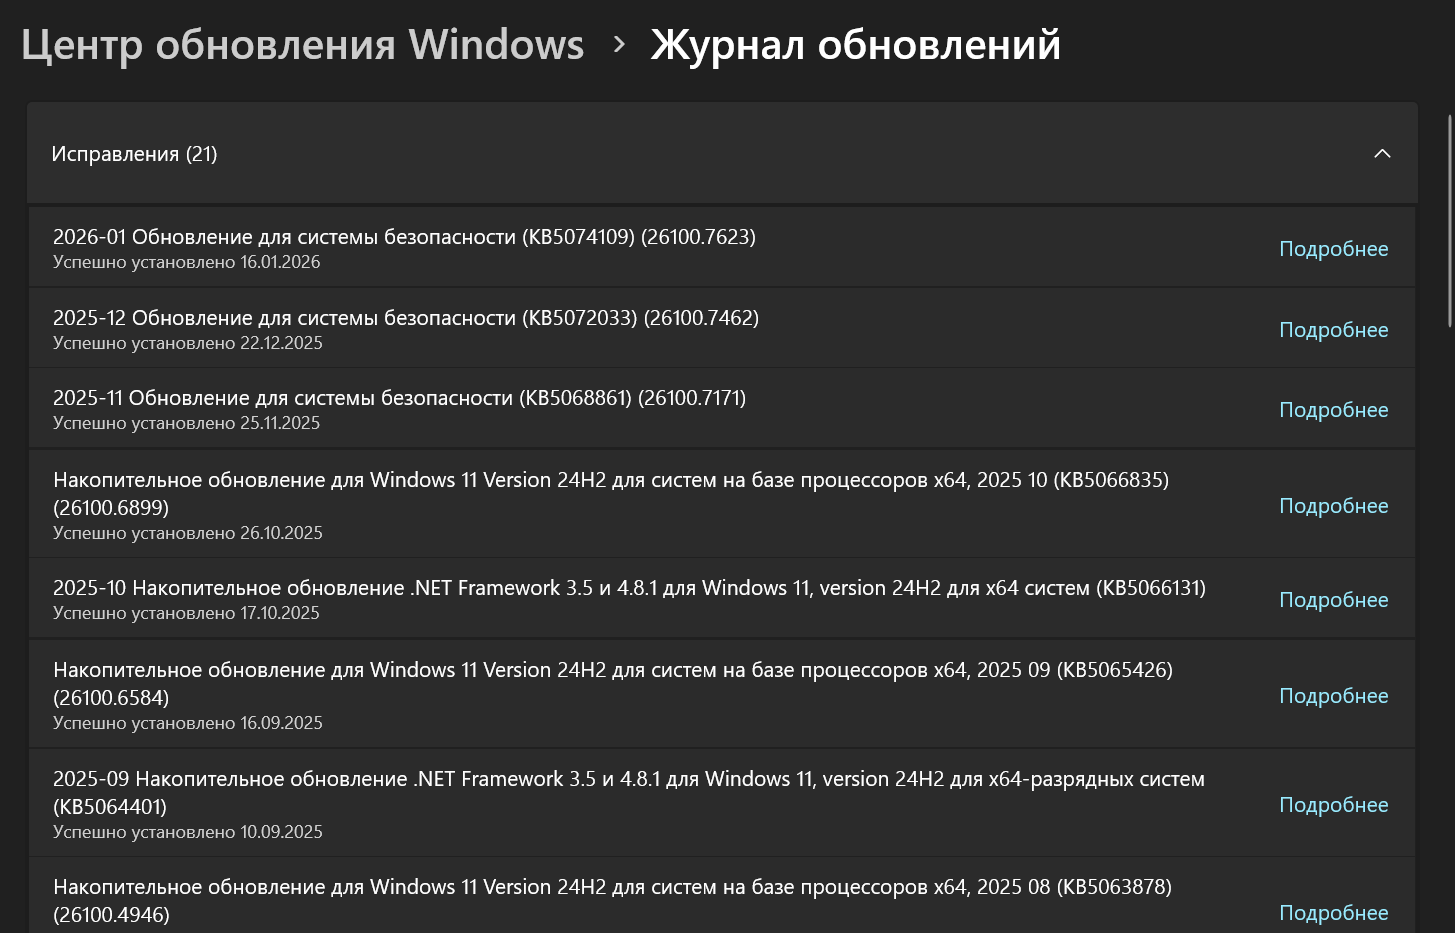 Центр обновления Windows > Журнал обновлений
Исправления (21)
2026-01 Обновление для системы безопасности (KB5074109) (26100.7623)
Успешно установлено 16.01.2026
Подробнее
2025-12 Обновление для системы безопасности (KB5072033) (26100.7462)
Успешно установлено 22.12.2025
Подробнее
2025-11 Обновление для системы безопасности (KB5068861) (26100.7171)
Успешно установлено 25.11.2025
Подробнее
Накопительное обновление для Windows 11 Version 24H2 для систем на базе процессоров x64, 2025 10 (KB5066835)
(26100.6899)
Успешно установлено 26.10.2025
Подробнее
2025-10 Накопительное обновление .NET Framework 3.5 и 4.8.1 для Windows 11, version 24H2 для x64 систем (KB5066131)
Успешно установлено 17.10.2025
Подробнее
Накопительное обновление для Windows 11 Version 24H2 для систем на базе процессоров x64, 2025 09 (KB5065426)
(26100.6584)
Успешно установлено 16.09.2025
Подробнее
2025-09 Накопительное обновление .NET Framework 3.5 и 4.8.1 для Windows 11, version 24H2 для x64-разрядных систем
(KB5064401)
Успешно установлено 10.09.2025
Подробнее
Накопительное обновление для Windows 11 Version 24H2 для систем на базе процессоров x64, 2025 08 (KB5063878)
(26100.4946)
Подробнее